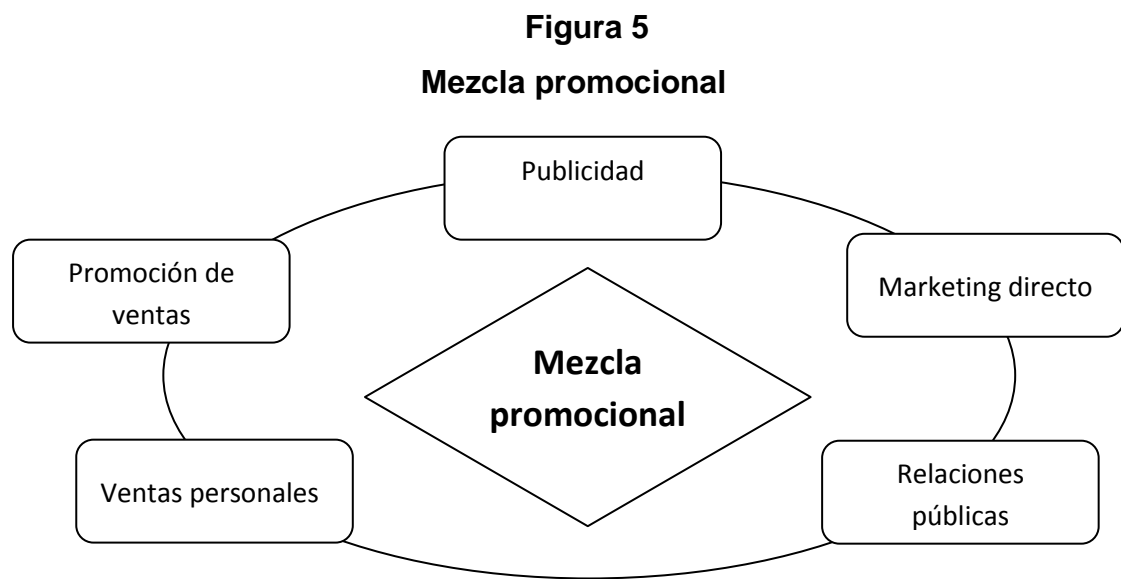 Figura 5
Mezcla promocional
Publicidad
Promoción de
ventas
Marketing directo
Mezcla
promocional
Ventas personales
Relaciones
públicas